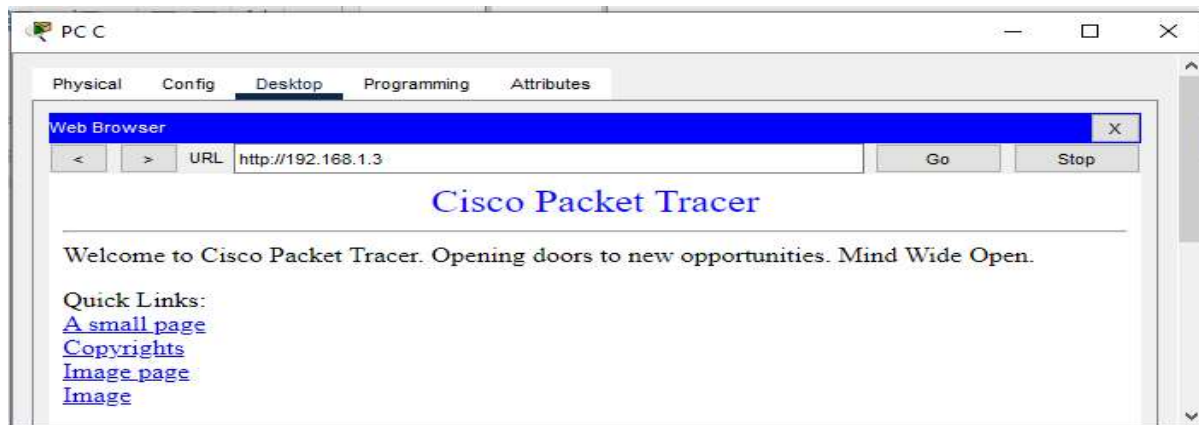 PC C
Physical Config Desktop Programming Attributes
Web Browser X
< > URL http://192.168.1.3 Go Stop
Cisco Packet Tracer
Welcome to Cisco Packet Tracer. Opening doors to new opportunities. Mind Wide Open.
Quick Links:
A small page
Copyrights
Image page
Image